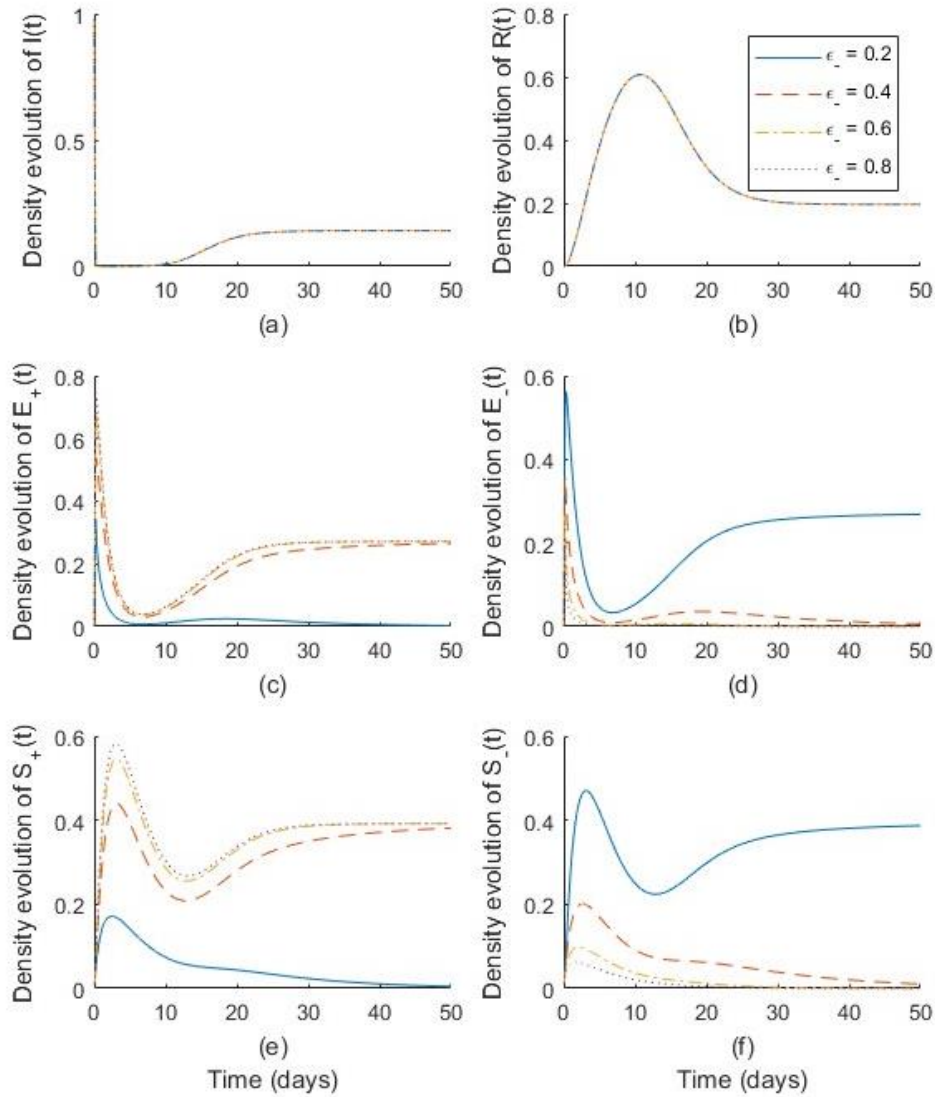 Density evolution of I(t)
1
0.5
0
0 10 20 30 40 50
(a)
Density evolution of R(t)
0.8
0.6
0.4
0.2
0
0 10 20 30 40 50
(b)
ϵ_ = 0.2
ϵ_ = 0.4
ϵ_ = 0.6
ϵ_ = 0.8
Density evolution of E₊(t)
0.8
0.6
0.4
0.2
0
0 10 20 30 40 50
(c)
Density evolution of E₋(t)
0.6
0.4
0.2
0
0 10 20 30 40 50
(d)
Density evolution of S₊(t)
0.6
0.4
0.2
0
0 10 20 30 40 50
(e)
Time (days)
Density evolution of S₋(t)
0.6
0.4
0.2
0
0 10 20 30 40 50
(f)
Time (days)